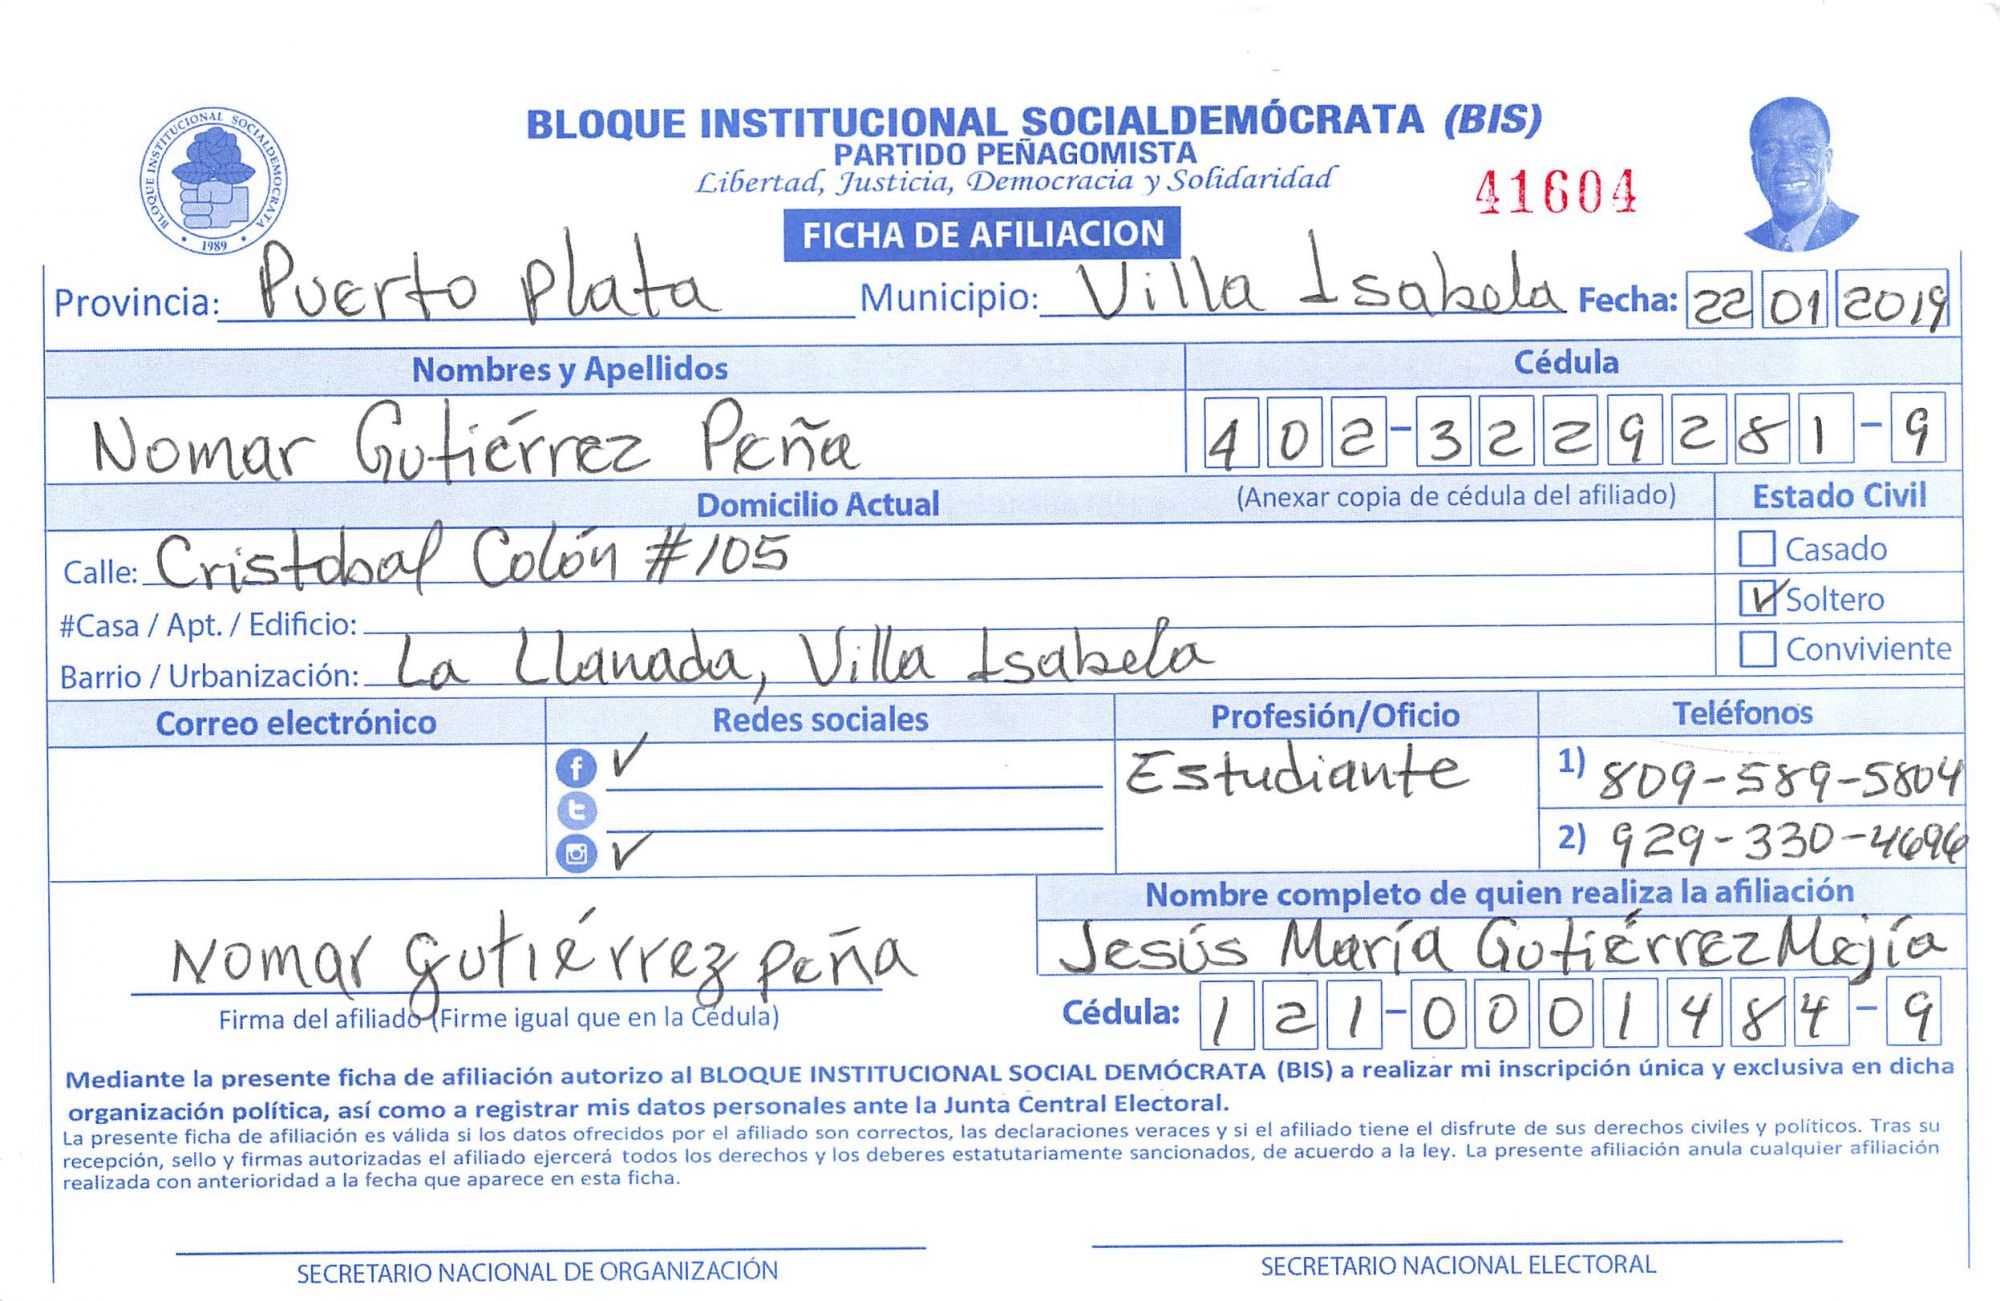 BLOQUE INSTITUCIONAL SOCIALDEMÓCRATA (BIS)
PARTIDO PEÑAGOMISTA
Libertad, Justicia, Democracia y Solidaridad
41604
BLOQUE INSTITUCIONAL SOCIALDEMOCRATA
1989
FICHA DE AFILIACION
Provincia: Puerto Plata Municipio: Villa Isabela Fecha: 22 01 2019
Nombres y Apellidos Cédula
Nomar Gutiérrez Peña 402-3229281-9
Domicilio Actual (Anexar copia de cédula del afiliado) Estado Civil
Calle: Cristobal Colón #105 Casado
#Casa / Apt. / Edificio: ✓ Soltero
Barrio / Urbanización: La Llanada, Villa Isabela Conviviente
Correo electrónico Redes sociales Profesión/Oficio Teléfonos
f ✓ Estudiante 1) 809-589-5804
✓ 2) 929-330-4696
Nombre completo de quien realiza la afiliación
Nomar Gutiérrez Peña Jesús María Gutiérrez Mejía
Firma del afiliado (Firme igual que en la Cédula) Cédula: 121-0001484-9
Mediante la presente ficha de afiliación autorizo al BLOQUE INSTITUCIONAL SOCIAL DEMÓCRATA (BIS) a realizar mi inscripción única y exclusiva en dicha
organización política, así como a registrar mis datos personales ante la Junta Central Electoral.
La presente ficha de afiliación es válida si los datos ofrecidos por el afiliado son correctos, las declaraciones veraces y si el afiliado tiene el disfrute de sus derechos civiles y políticos. Tras su
recepción, sello y firmas autorizadas el afiliado ejercerá todos los derechos y los deberes estatutariamente sancionados, de acuerdo a la ley. La presente afiliación anula cualquier afiliación
realizada con anterioridad a la fecha que aparece en esta ficha.
SECRETARIO NACIONAL DE ORGANIZACIÓN SECRETARIO NACIONAL ELECTORAL